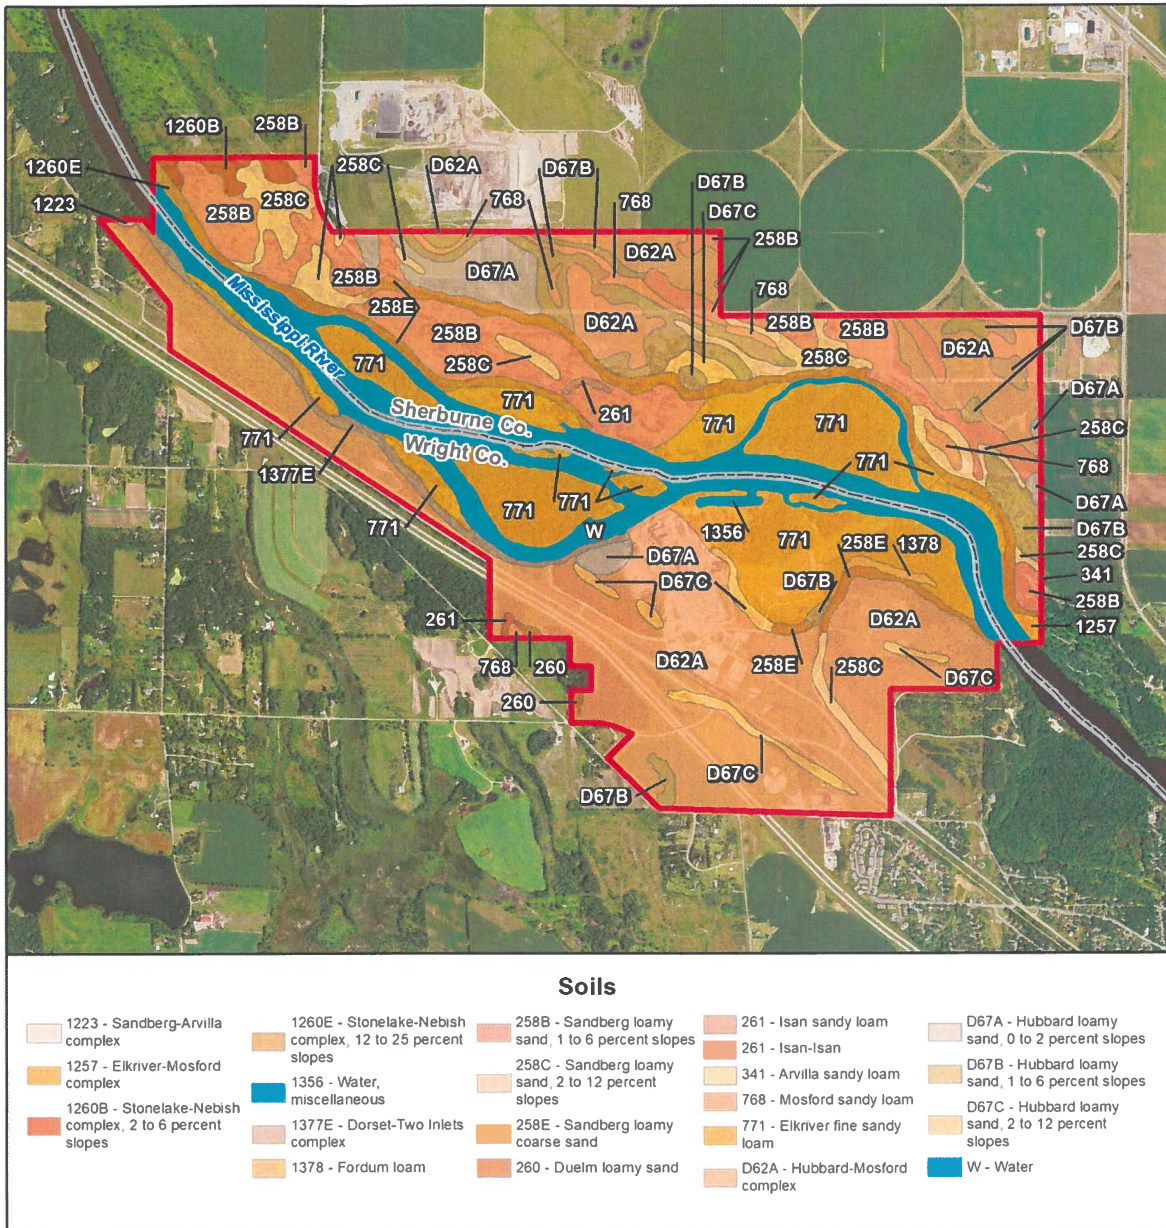 1260B
258B
1260E
258C
D62A
D67B
D67B
1223
258B
258C
768
768
D67C
258B
D67A
D62A
258B
768
Mississippi River
258E
D62A
258B
258B
D67B
258B
D62A
771
258C
258C
D67A
Sherburne Co.
261
771
771
771
258C
771
Wright Co.
768
1377E
771
771
D67A
771
771
W
1356
771
258E
1378
D67B
D67A
258C
D67C
D67B
341
258B
261
D62A
1257
768
260
D62A
258E
258C
D67C
260
D67C
D67B
Soils
1223 - Sandberg-Arvilla
complex
1257 - Elkriver-Mosford
complex
1260B - Stonelake-Nebish
complex, 2 to 6 percent
slopes
1260E - Stonelake-Nebish
complex, 12 to 25 percent
slopes
1356 - Water,
miscellaneous
1377E - Dorset-Two Inlets
complex
1378 - Fordum loam
258B - Sandberg loamy
sand, 1 to 6 percent slopes
258C - Sandberg loamy
sand, 2 to 12 percent
slopes
258E - Sandberg loamy
coarse sand
260 - Duelm loamy sand
261 - Isan sandy loam
261 - Isan-Isan
341 - Arvilla sandy loam
768 - Mosford sandy loam
771 - Elkriver fine sandy
loam
D62A - Hubbard-Mosford
complex
D67A - Hubbard loamy
sand, 0 to 2 percent slopes
D67B - Hubbard loamy
sand, 1 to 6 percent slopes
D67C - Hubbard loamy
sand, 2 to 12 percent
slopes
W - Water